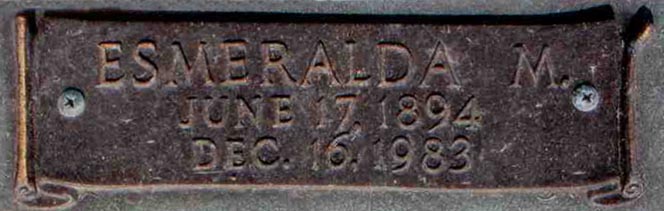 ESMERALDA M.
JUNE 17, 1894
DEC. 16, 1983